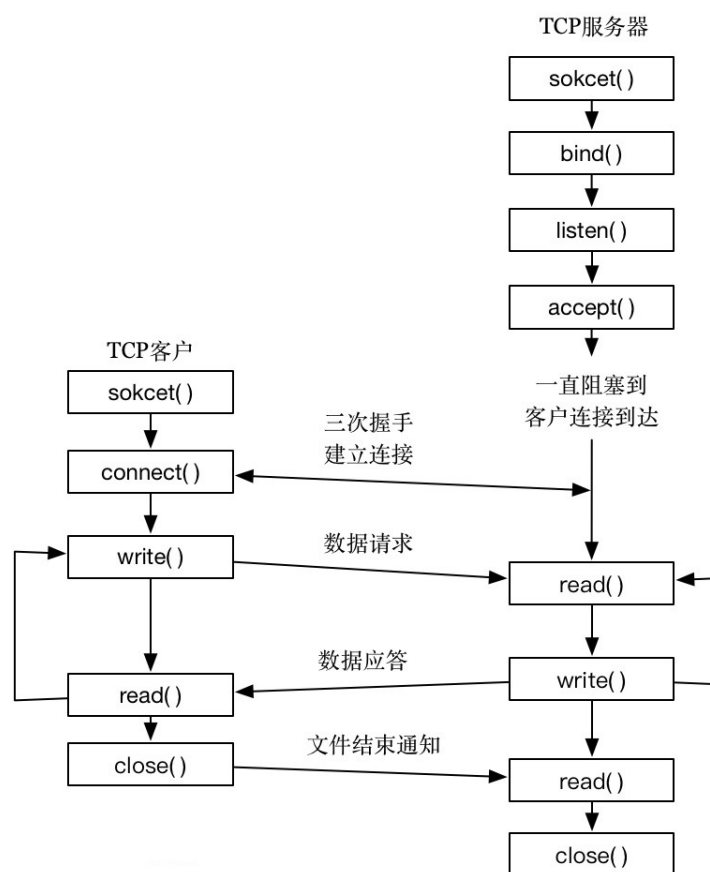 TCP服务器
sokcet( )
bind( )
listen( )
accept( )
一直阻塞到
客户连接到达
TCP客户
sokcet( )
三次握手
建立连接
connect( )
数据请求
write( )
read( )
数据应答
read( )
write( )
文件结束通知
close( )
read( )
close( )